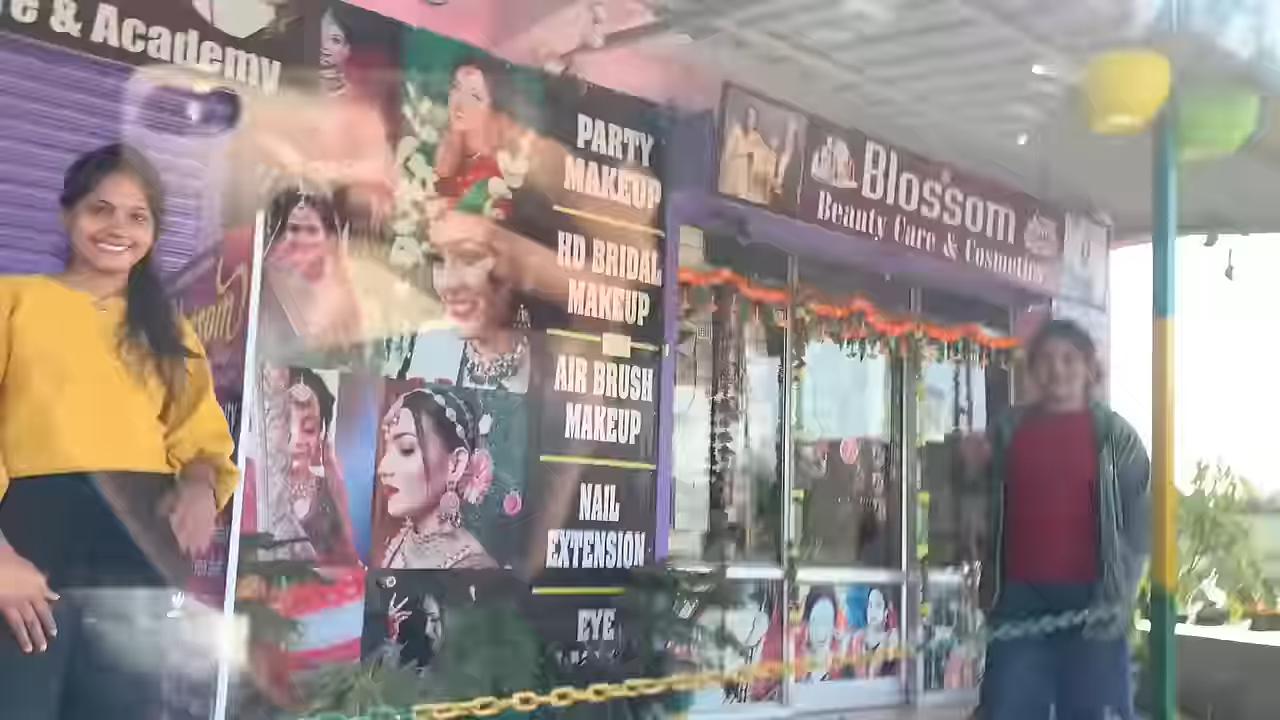 e & Academy
PARTY
MAKEUP
HD BRIDAL
MAKEUP
AIR BRUSH
MAKEUP
NAIL
EXTENSION
EYE
Blossom
Beauty Care & Cosmetics